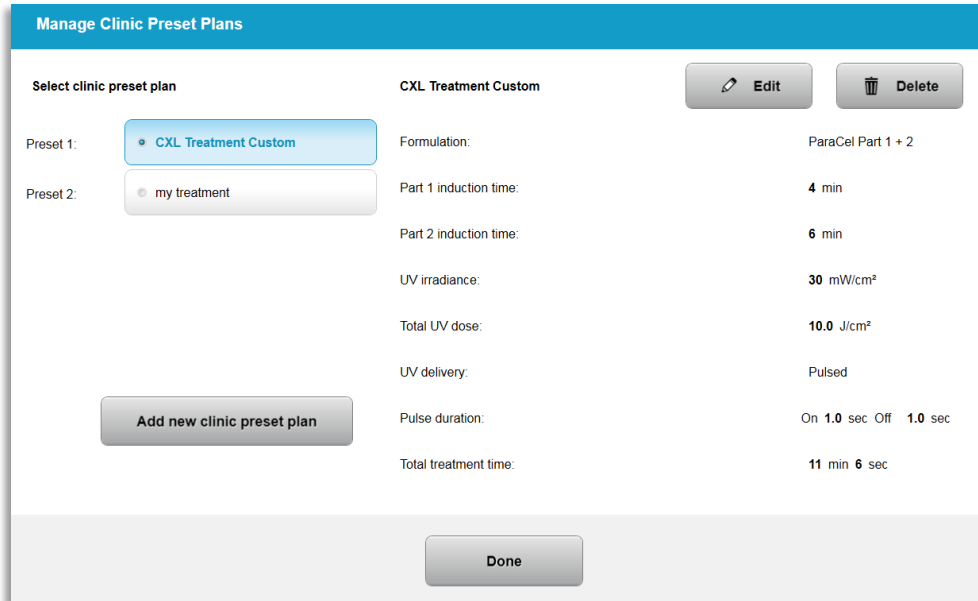 Manage Clinic Preset Plans
Select clinic preset plan
Preset 1:
CXL Treatment Custom
Preset 2:
my treatment
Add new clinic preset plan
CXL Treatment Custom
Edit
Delete
Formulation: ParaCel Part 1 + 2
Part 1 induction time: 4 min
Part 2 induction time: 6 min
UV irradiance: 30 mW/cm²
Total UV dose: 10.0 J/cm²
UV delivery: Pulsed
Pulse duration: On 1.0 sec Off 1.0 sec
Total treatment time: 11 min 6 sec
Done